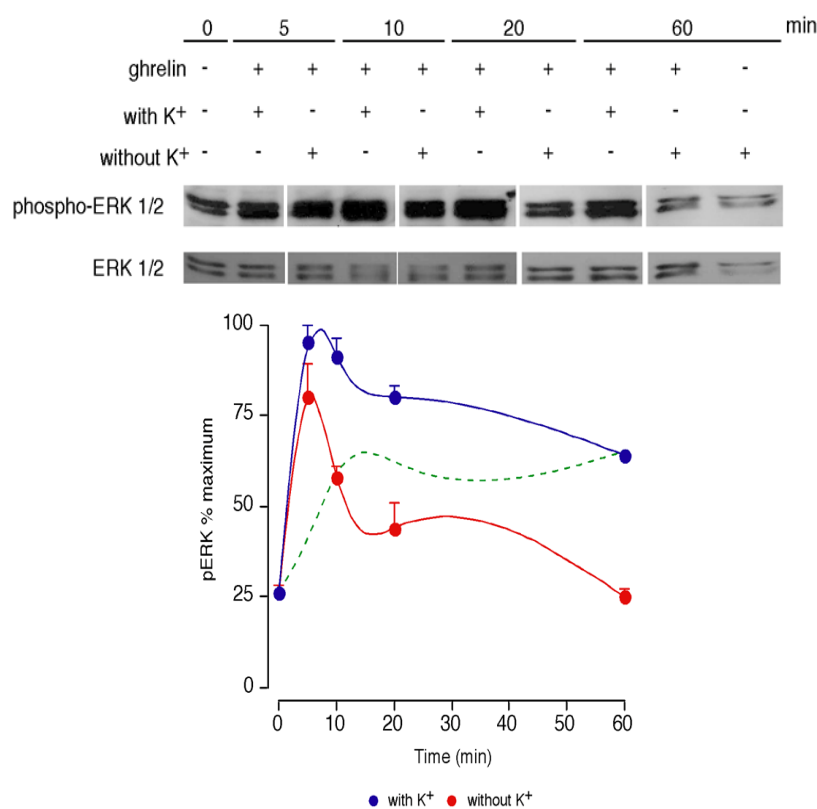 0 5 10 20 60 min
ghrelin - + + + + + + + + -
with K+ - + - + - + - + - -
without K+ - - + - + - + - + +
phospho-ERK 1/2
ERK 1/2
pERK % maximum
100
75
50
25
0
0 10 20 30 40 50 60
Time (min)
with K+ without K+